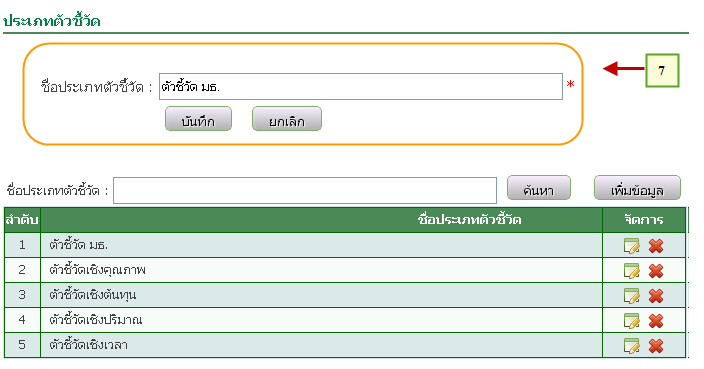 ประเภทตัวชี้วัด
7
ชื่อประเภทตัวชี้วัด : ตัวชี้วัด มธ. *
บันทึก ยกเลิก
ชื่อประเภทตัวชี้วัด : ค้นหา เพิ่มข้อมูล
ลำดับ ชื่อประเภทตัวชี้วัด จัดการ
1 ตัวชี้วัด มธ.
2 ตัวชี้วัดเชิงคุณภาพ
3 ตัวชี้วัดเชิงต้นทุน
4 ตัวชี้วัดเชิงปริมาณ
5 ตัวชี้วัดเชิงเวลา